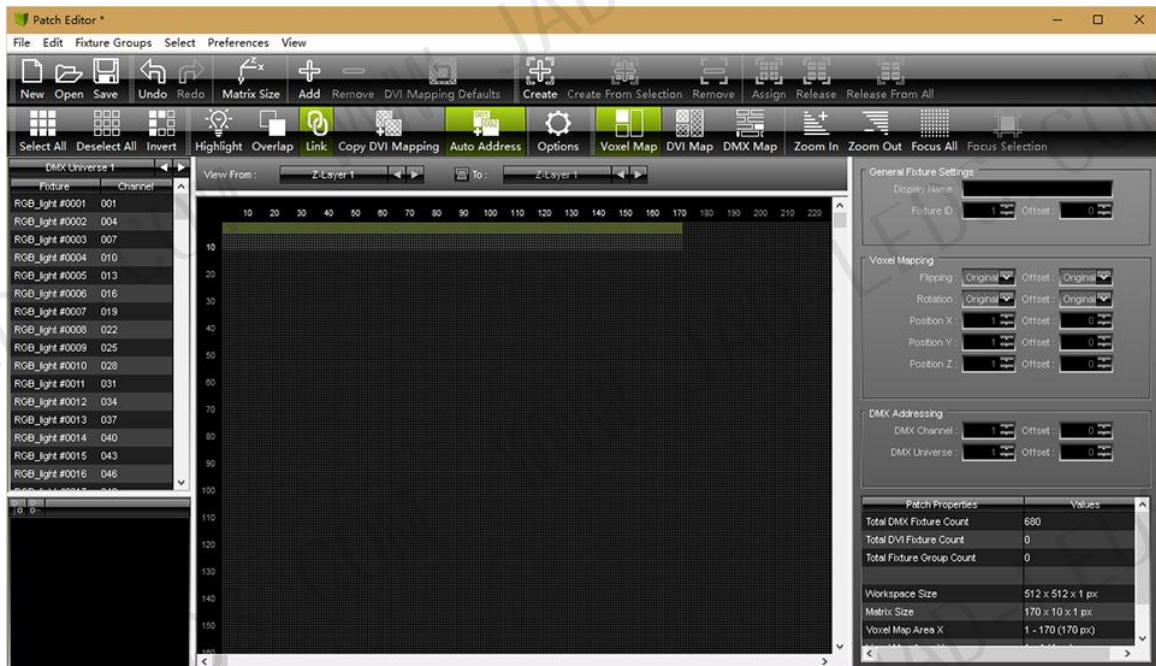 Patch Editor *
File Edit Fixture Groups Select Preferences View
New Open Save Undo Redo Matrix Size Add Remove DVI Mapping Defaults Create Create From Selection Remove Assign Release Release From All
Select All Deselect All Invert Highlight Overlap Link Copy DVI Mapping Auto Address Options Voxel Map DVI Map DMX Map Zoom In Zoom Out Focus All Focus Selection
DMX Universe 1
Fixture Channel
RGB_light #0001 001
RGB_light #0002 004
RGB_light #0003 007
RGB_light #0004 010
RGB_light #0005 013
RGB_light #0006 016
RGB_light #0007 019
RGB_light #0008 022
RGB_light #0009 025
RGB_light #0010 028
RGB_light #0011 031
RGB_light #0012 034
RGB_light #0013 037
RGB_light #0014 040
RGB_light #0015 043
RGB_light #0016 046
View From : Z-Layer 1 To : Z-Layer 1
10 20 30 40 50 60 70 80 90 100 110 120 130 140 150 160 170 180 190 200 210 220
10
20
30
40
50
60
70
80
90
100
110
120
130
140
150
160
General Fixture Settings
Display Name :
Fixture ID : 1 Offset : 0
Voxel Mapping
Flipping : Original Offset : Original
Rotation : Original Offset : Original
Position X : 1 Offset : 0
Position Y : 1 Offset : 0
Position Z : 1 Offset : 0
DMX Addressing
DMX Channel : 1 Offset : 0
DMX Universe : 1 Offset : 0
Patch Properties Values
Total DMX Fixture Count 680
Total DVI Fixture Count 0
Total Fixture Group Count 0
Workspace Size 512 x 512 x 1 px
Matrix Size 170 x 10 x 1 px
Voxel Map Area X 1 - 170 (170 px)